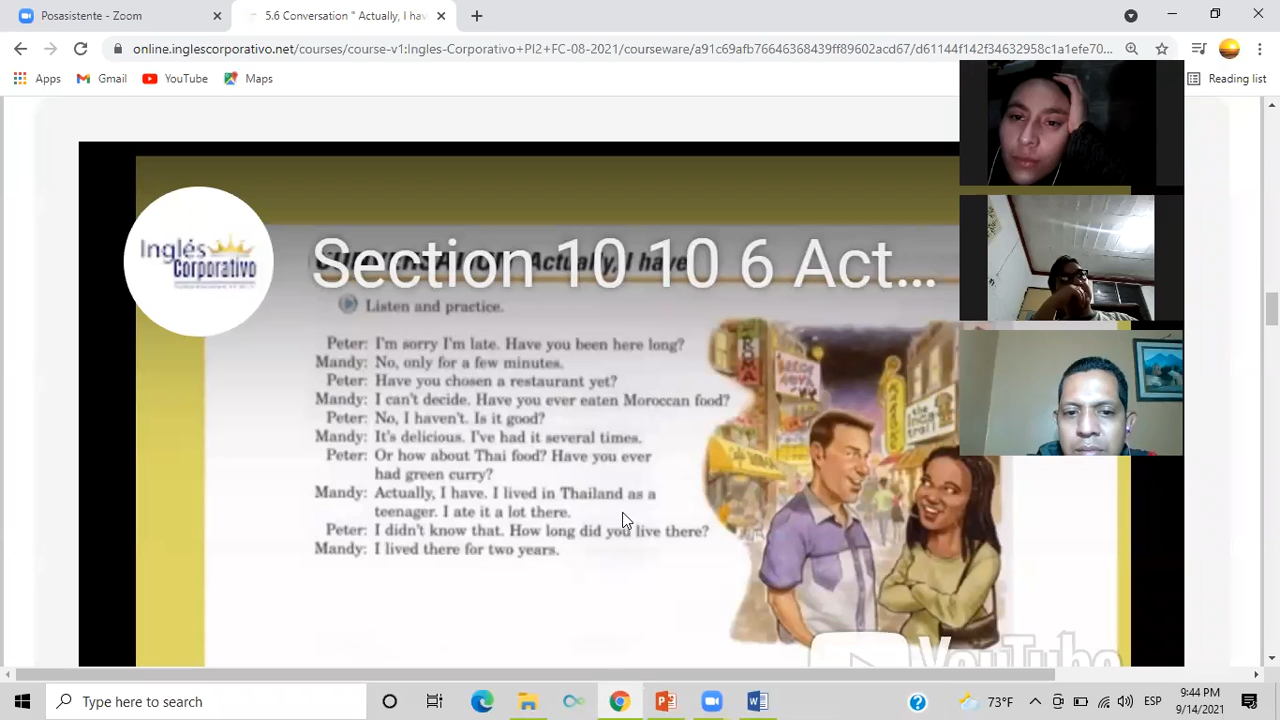 Posasistente - Zoom
5.6 Conversation " Actually, I hav
online.inglescorporativo.net/courses/course-v1:Ingles-Corporativo+PI2+FC-08-2021/courseware/a91c69afb76646368439ff89602acd67/d61144f142f34632958c1a1efe70...
Apps Gmail YouTube Maps Reading list
Inglés
Corporativo
Section 10 10 6 Act...
Actually, I have
Listen and practice.
Peter: I'm sorry I'm late. Have you been here long?
Mandy: No, only for a few minutes.
Peter: Have you chosen a restaurant yet?
Mandy: I can't decide. Have you ever eaten Moroccan food?
Peter: No, I haven't. Is it good?
Mandy: It's delicious. I've had it several times.
Peter: Or how about Thai food? Have you ever
had green curry?
Mandy: Actually, I have. I lived in Thailand as a
teenager. I ate it a lot there.
Peter: I didn't know that. How long did you live there?
Mandy: I lived there for two years.
the
inca
trail
YouTube
Type here to search
73°F
ESP
9:44 PM
9/14/2021